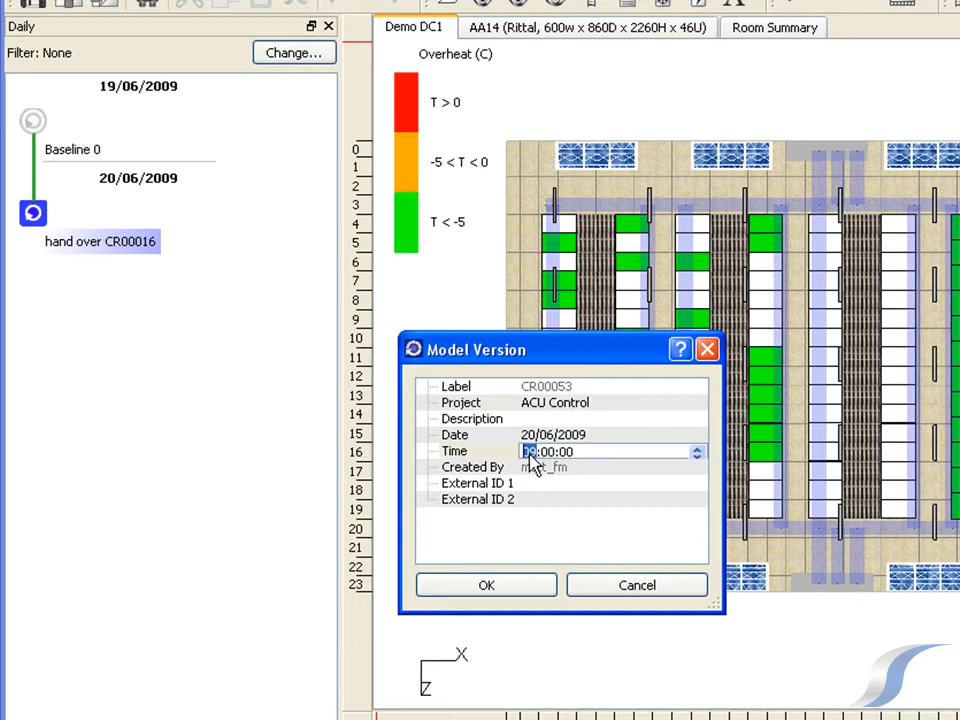 Daily
Filter: None
Change...
19/06/2009
Baseline 0
20/06/2009
hand over CR00016
Demo DC1
AA14 (Rittal, 600w x 860D x 2260H x 46U)
Room Summary
Overheat (C)
T > 0
-5 < T < 0
T < -5
0
1
2
3
4
5
6
7
8
9
10
11
12
13
14
15
16
17
18
19
20
21
22
23
Model Version
Label CR00053
Project ACU Control
Description
Date 20/06/2009
Time 09:00:00
Created By
External ID 1
External ID 2
OK
Cancel
X
Z